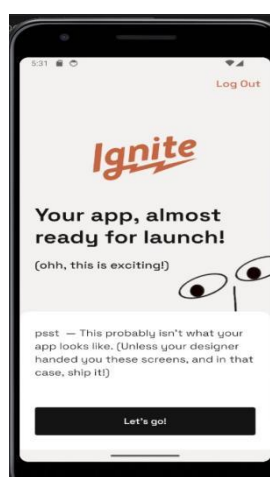 5:31
Log Out
Ignite
Your app, almost
ready for launch!
(ohh, this is exciting!)
psst — This probably isn't what your
app looks like. (Unless your designer
handed you these screens, and in that
case, ship it!)
Let's go!